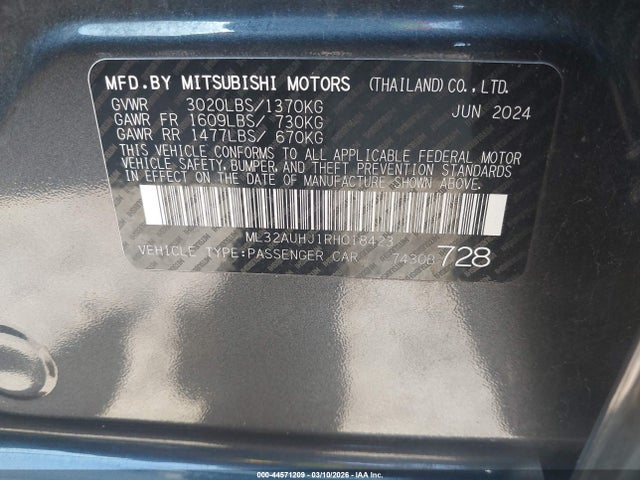 MFD.BY MITSUBISHI MOTORS (THAILAND)CO.,LTD.
GVWR 3020LBS/1370KG JUN 2024
GAWR FR 1609LBS/ 730KG
GAWR RR 1477LBS/ 670KG
THIS VEHICLE CONFORMS TO ALL APPLICABLE FEDERAL MOTOR
VEHICLE SAFETY,BUMPER,AND THEFT PREVENTION STANDARDS
IN EFFECT ON THE DATE OF MANUFACTURE SHOWN ABOVE.
ML32AUHJ1RH018423
VEHICLE TYPE:PASSENGER CAR 7430B 728
000-44571209 | 03/10/2026 | Copart, Inc.